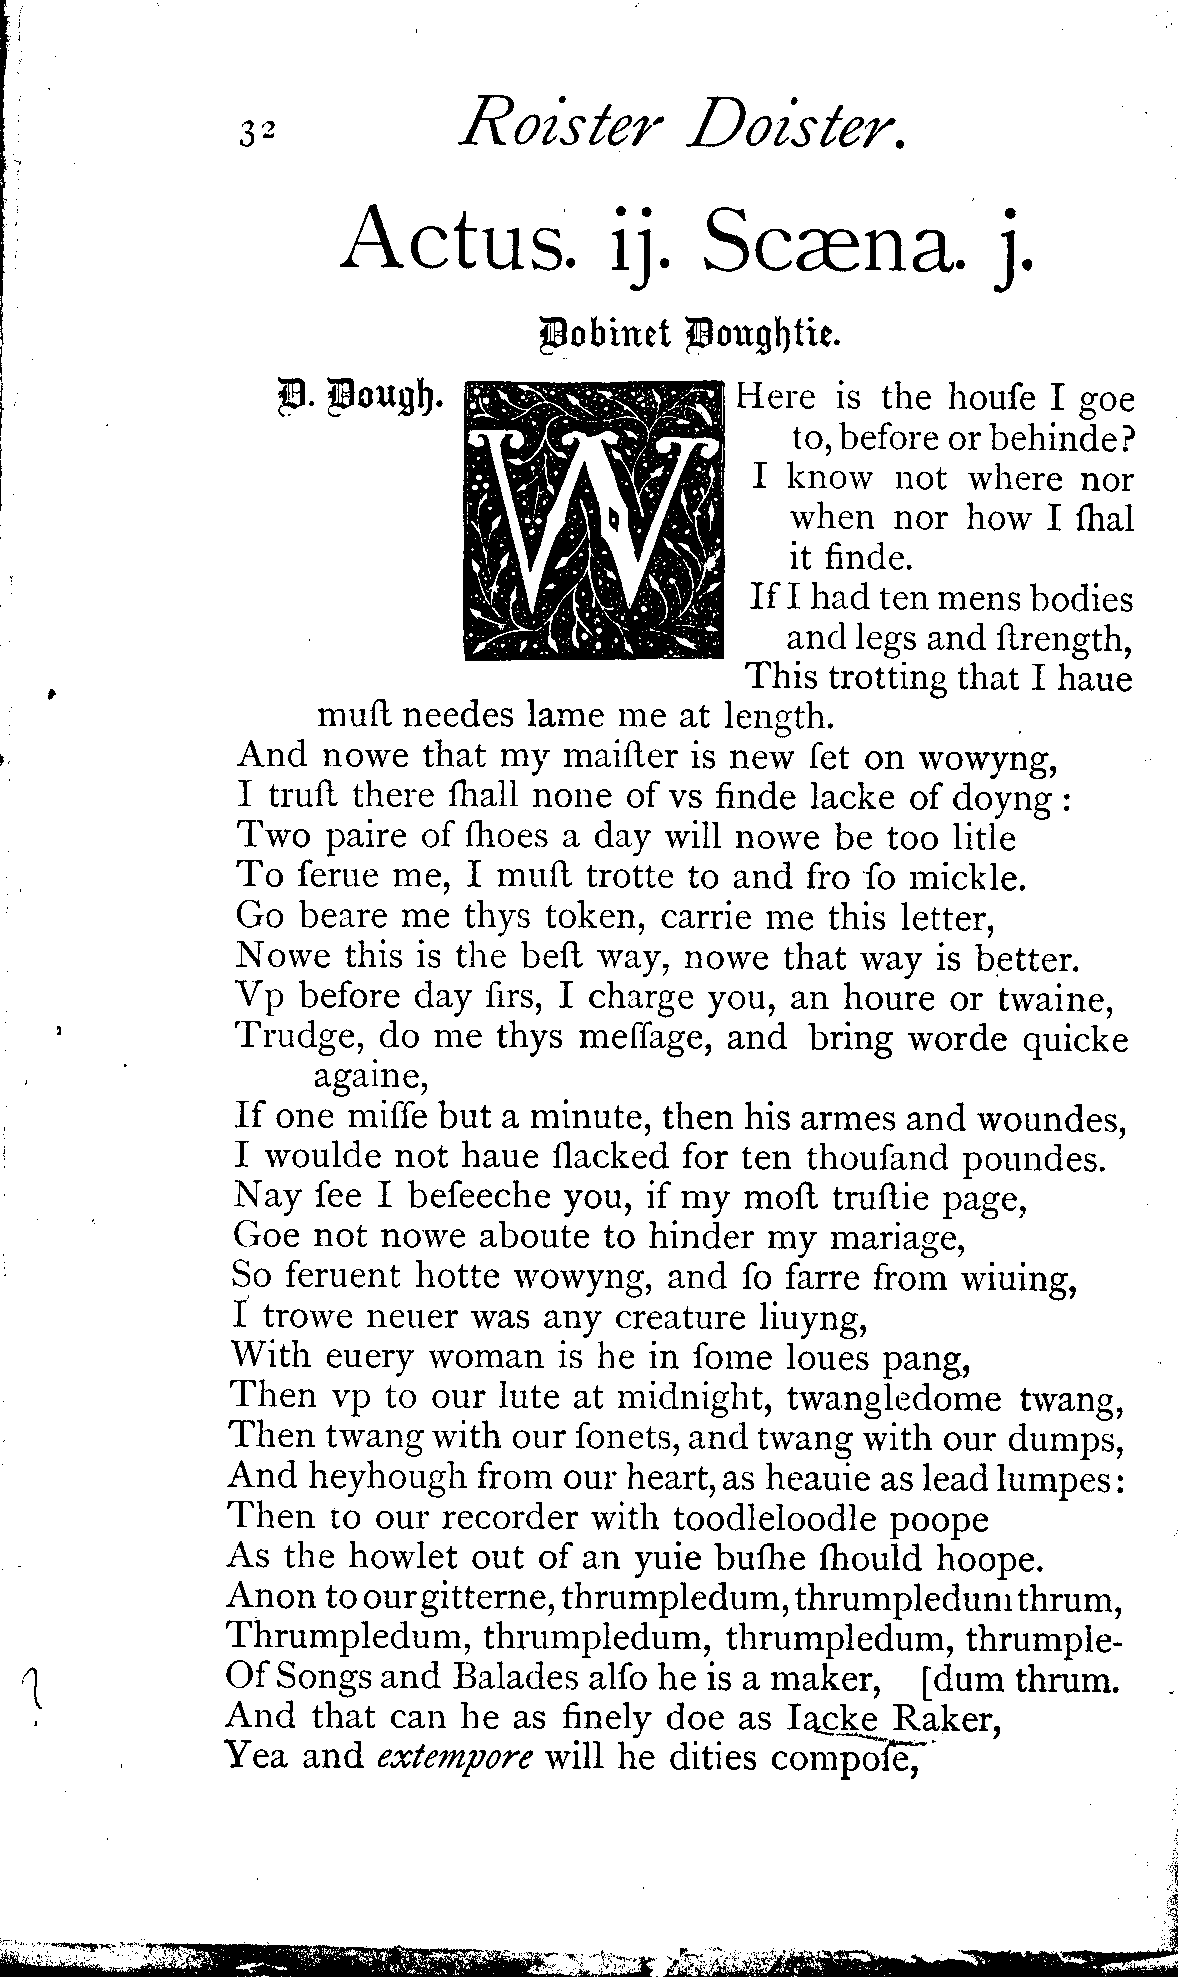 32 Roister Doister.
Actus. ij. Scæna. j.
Dobinet Doughtie.
D. Dough. WHere is the houſe I goe
to, before or behinde?
I know not where nor
when nor how I ſhal
it finde.
If I had ten mens bodies
and legs and ſtrength,
This trotting that I haue
muſt needes lame me at length.
And nowe that my maiſter is new ſet on wowyng,
I truſt there ſhall none of vs finde lacke of doyng :
Two paire of ſhoes a day will nowe be too litle
To ſerue me, I muſt trotte to and fro ſo mickle.
Go beare me thys token, carrie me this letter,
Nowe this is the beſt way, nowe that way is better.
Vp before day ſirs, I charge you, an houre or twaine,
Trudge, do me thys meſſage, and bring worde quicke
againe,
If one miſſe but a minute, then his armes and woundes,
I woulde not haue ſlacked for ten thouſand poundes.
Nay ſee I beſeeche you, if my moſt truſtie page,
Goe not nowe aboute to hinder my mariage,
So feruent hotte wowyng, and ſo farre from wiuing,
I trowe neuer was any creature liuyng,
With euery woman is he in ſome loues pang,
Then vp to our lute at midnight, twangledome twang,
Then twang with our ſonets, and twang with our dumps,
And heyhough from our heart, as heauie as lead lumpes:
Then to our recorder with toodleloodle poope
As the howlet out of an yuie buſhe ſhould hoope.
Anon to our gitterne, thrumpledum, thrumpledum thrum,
Thrumpledum, thrumpledum, thrumpledum, thrumple-
Of Songs and Balades alſo he is a maker, [dum thrum.
And that can he as finely doe as Iacke Raker,
Yea and extempore will he dities compoſe,